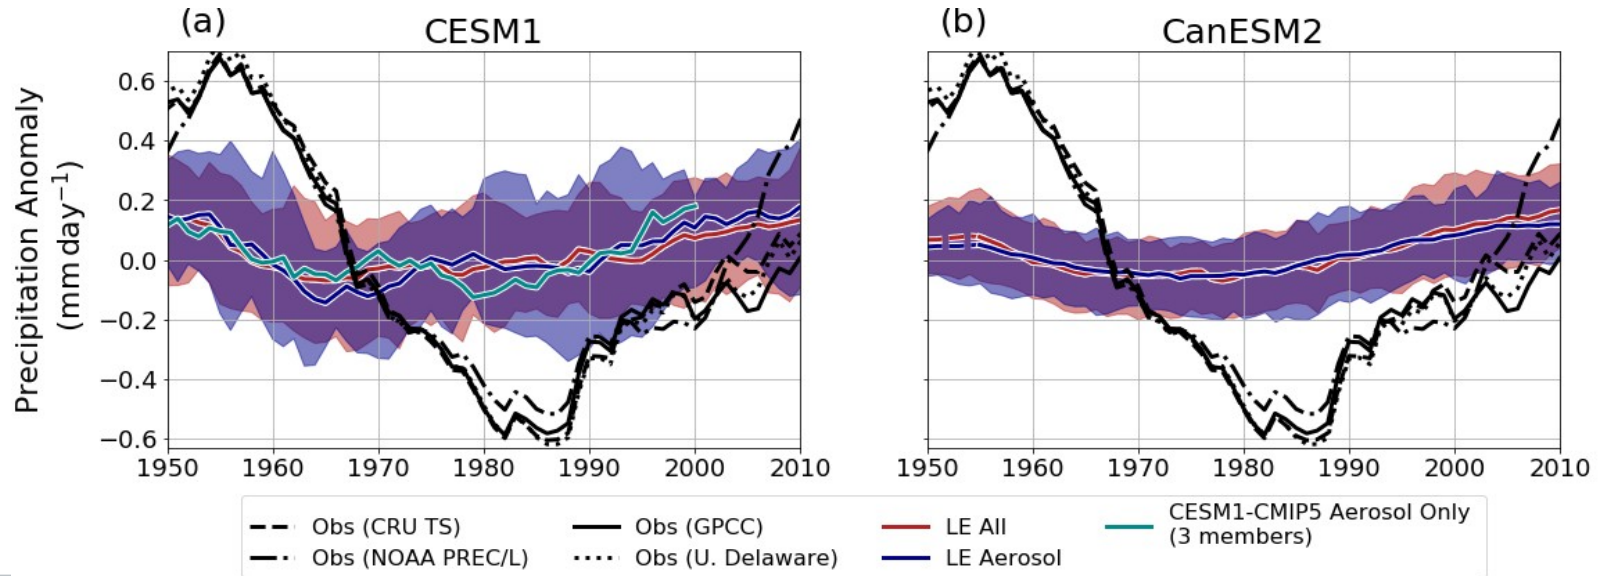 (a)
CESM1
(b)
CanESM2
Precipitation Anomaly
(mm day⁻¹)
0.6
0.4
0.2
0.0
−0.2
−0.4
−0.6
1950 1960 1970 1980 1990 2000 2010
1950 1960 1970 1980 1990 2000 2010
Obs (CRU TS)
Obs (NOAA PREC/L)
Obs (GPCC)
Obs (U. Delaware)
LE All
LE Aerosol
CESM1-CMIP5 Aerosol Only
(3 members)